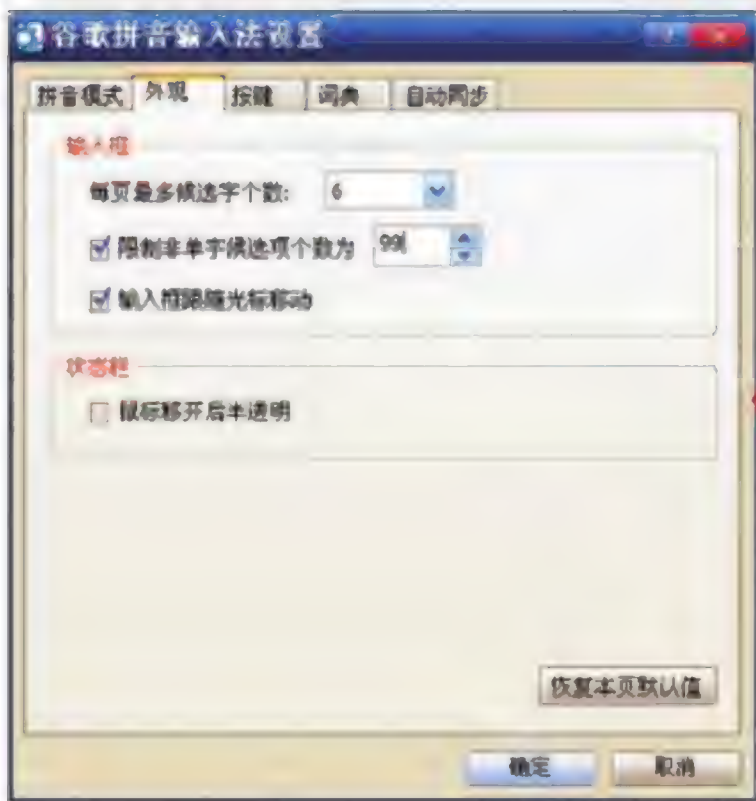 谷歌拼音输入法设置
拼音模式 外观 按键 词典 自动同步
输入框
每页最多候选字个数: 6
限制非单字候选项个数为 99
输入框跟随光标移动
状态栏
鼠标移开后半透明
恢复本页默认值
确定 取消